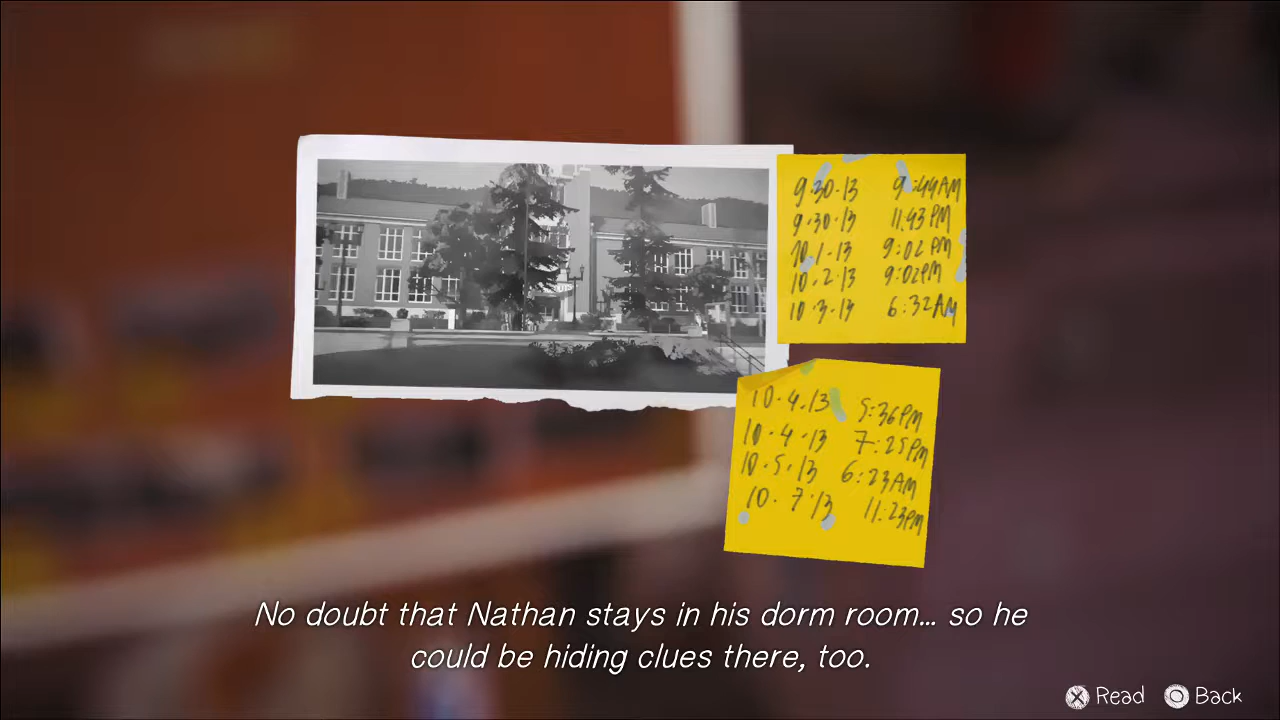 9.30.13 9:44AM
9.30.13 11:43PM
10.1.13 9:02PM
10.2.13 9:02PM
10.3.13 6:32AM
10.4.13 5:36PM
10.4.13 7:25PM
10.5.13 6:23AM
10.7.13 11:23PM
No doubt that Nathan stays in his dorm room... so he
could be hiding clues there, too.
Read Back